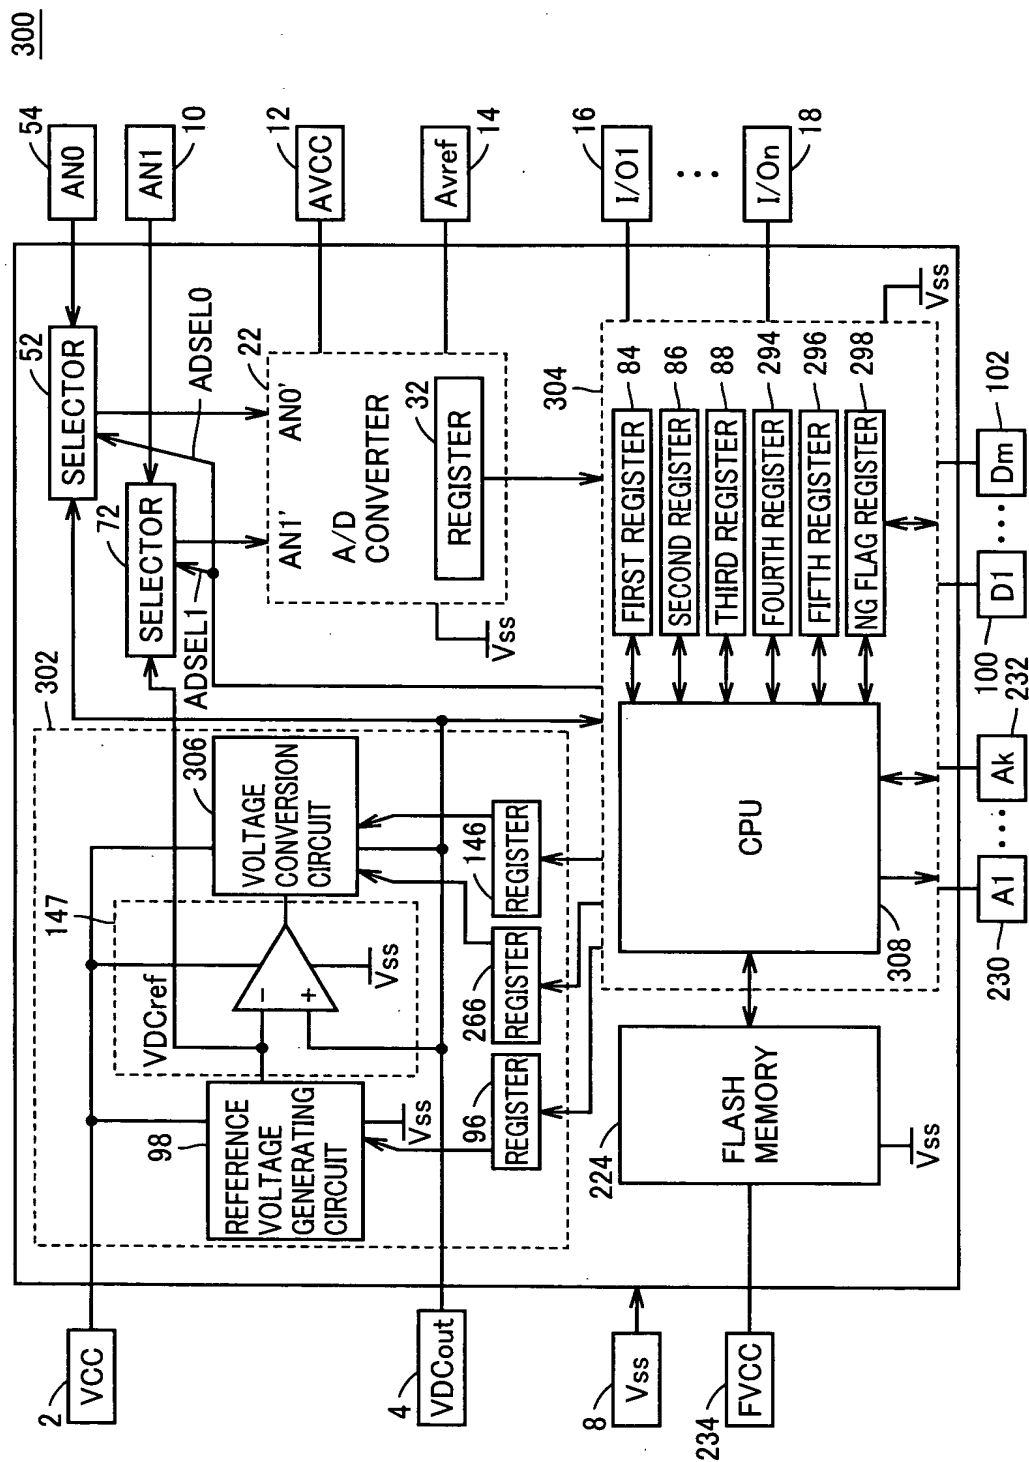 300
2
VCC
4
VDCout
8
Vss
234
FVCC
302
147
VDCref
98
REFERENCE
VOLTAGE
GENERATING
CIRCUIT
Vss
−
+
Vss
306
VOLTAGE
CONVERSION
CIRCUIT
96
REGISTER
266
REGISTER
146
REGISTER
72
SELECTOR
ADSEL1
52
SELECTOR
ADSEL0
22
AN1'
AN0'
A/D
CONVERTER
32
REGISTER
Vss
54
AN0
10
AN1
12
AVCC
14
Avref
16
I/O1
...
18
I/On
224
FLASH
MEMORY
Vss
304
CPU
308
84
FIRST REGISTER
86
SECOND REGISTER
88
THIRD REGISTER
294
FOURTH REGISTER
296
FIFTH REGISTER
298
NG FLAG REGISTER
Vss
230
A1
...
232
Ak
100
D1
...
102
Dm